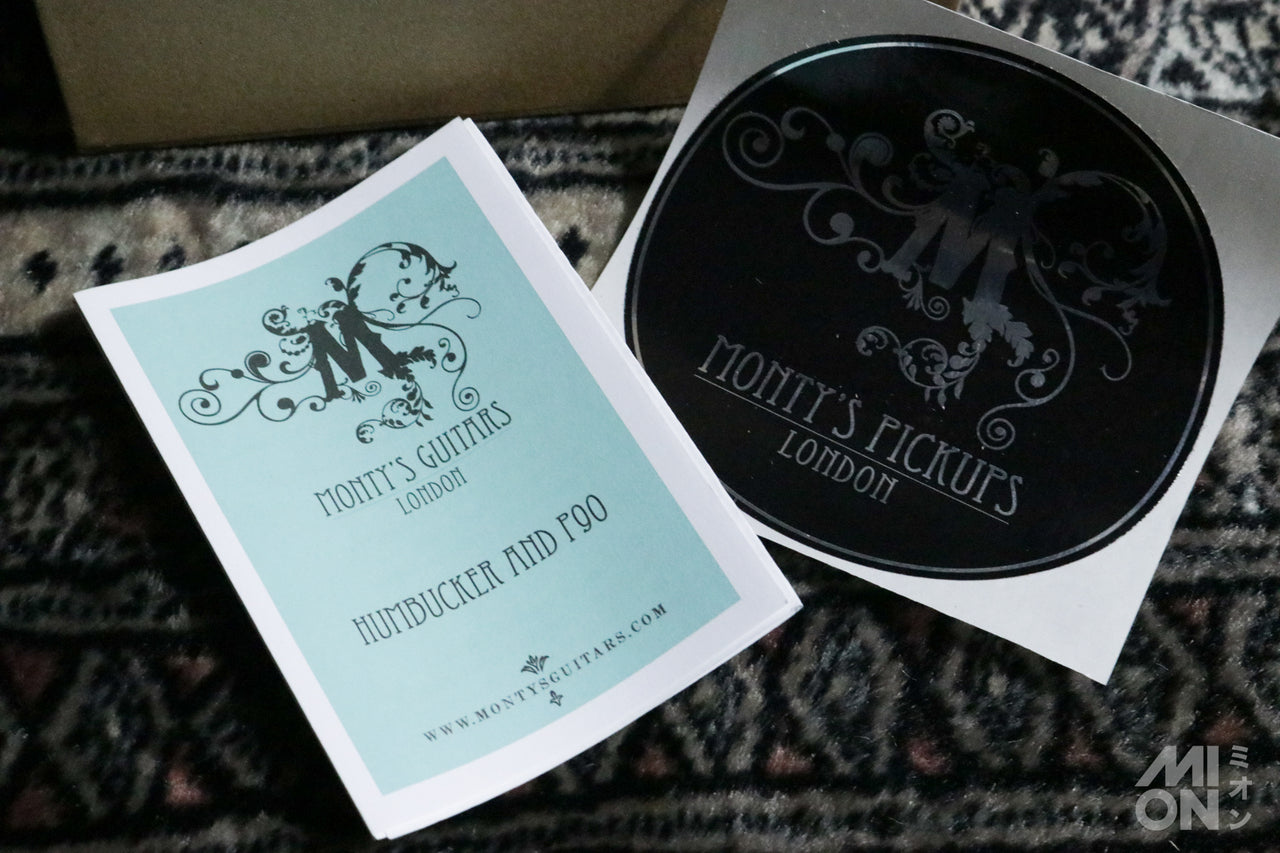 M
MONTY'S GUITARS
LONDON
HUMBUCKER AND P90
WWW.MONTYSGUITARS.COM
M
MONTY'S PICKUPS
LONDON
MI
ON
ミオン